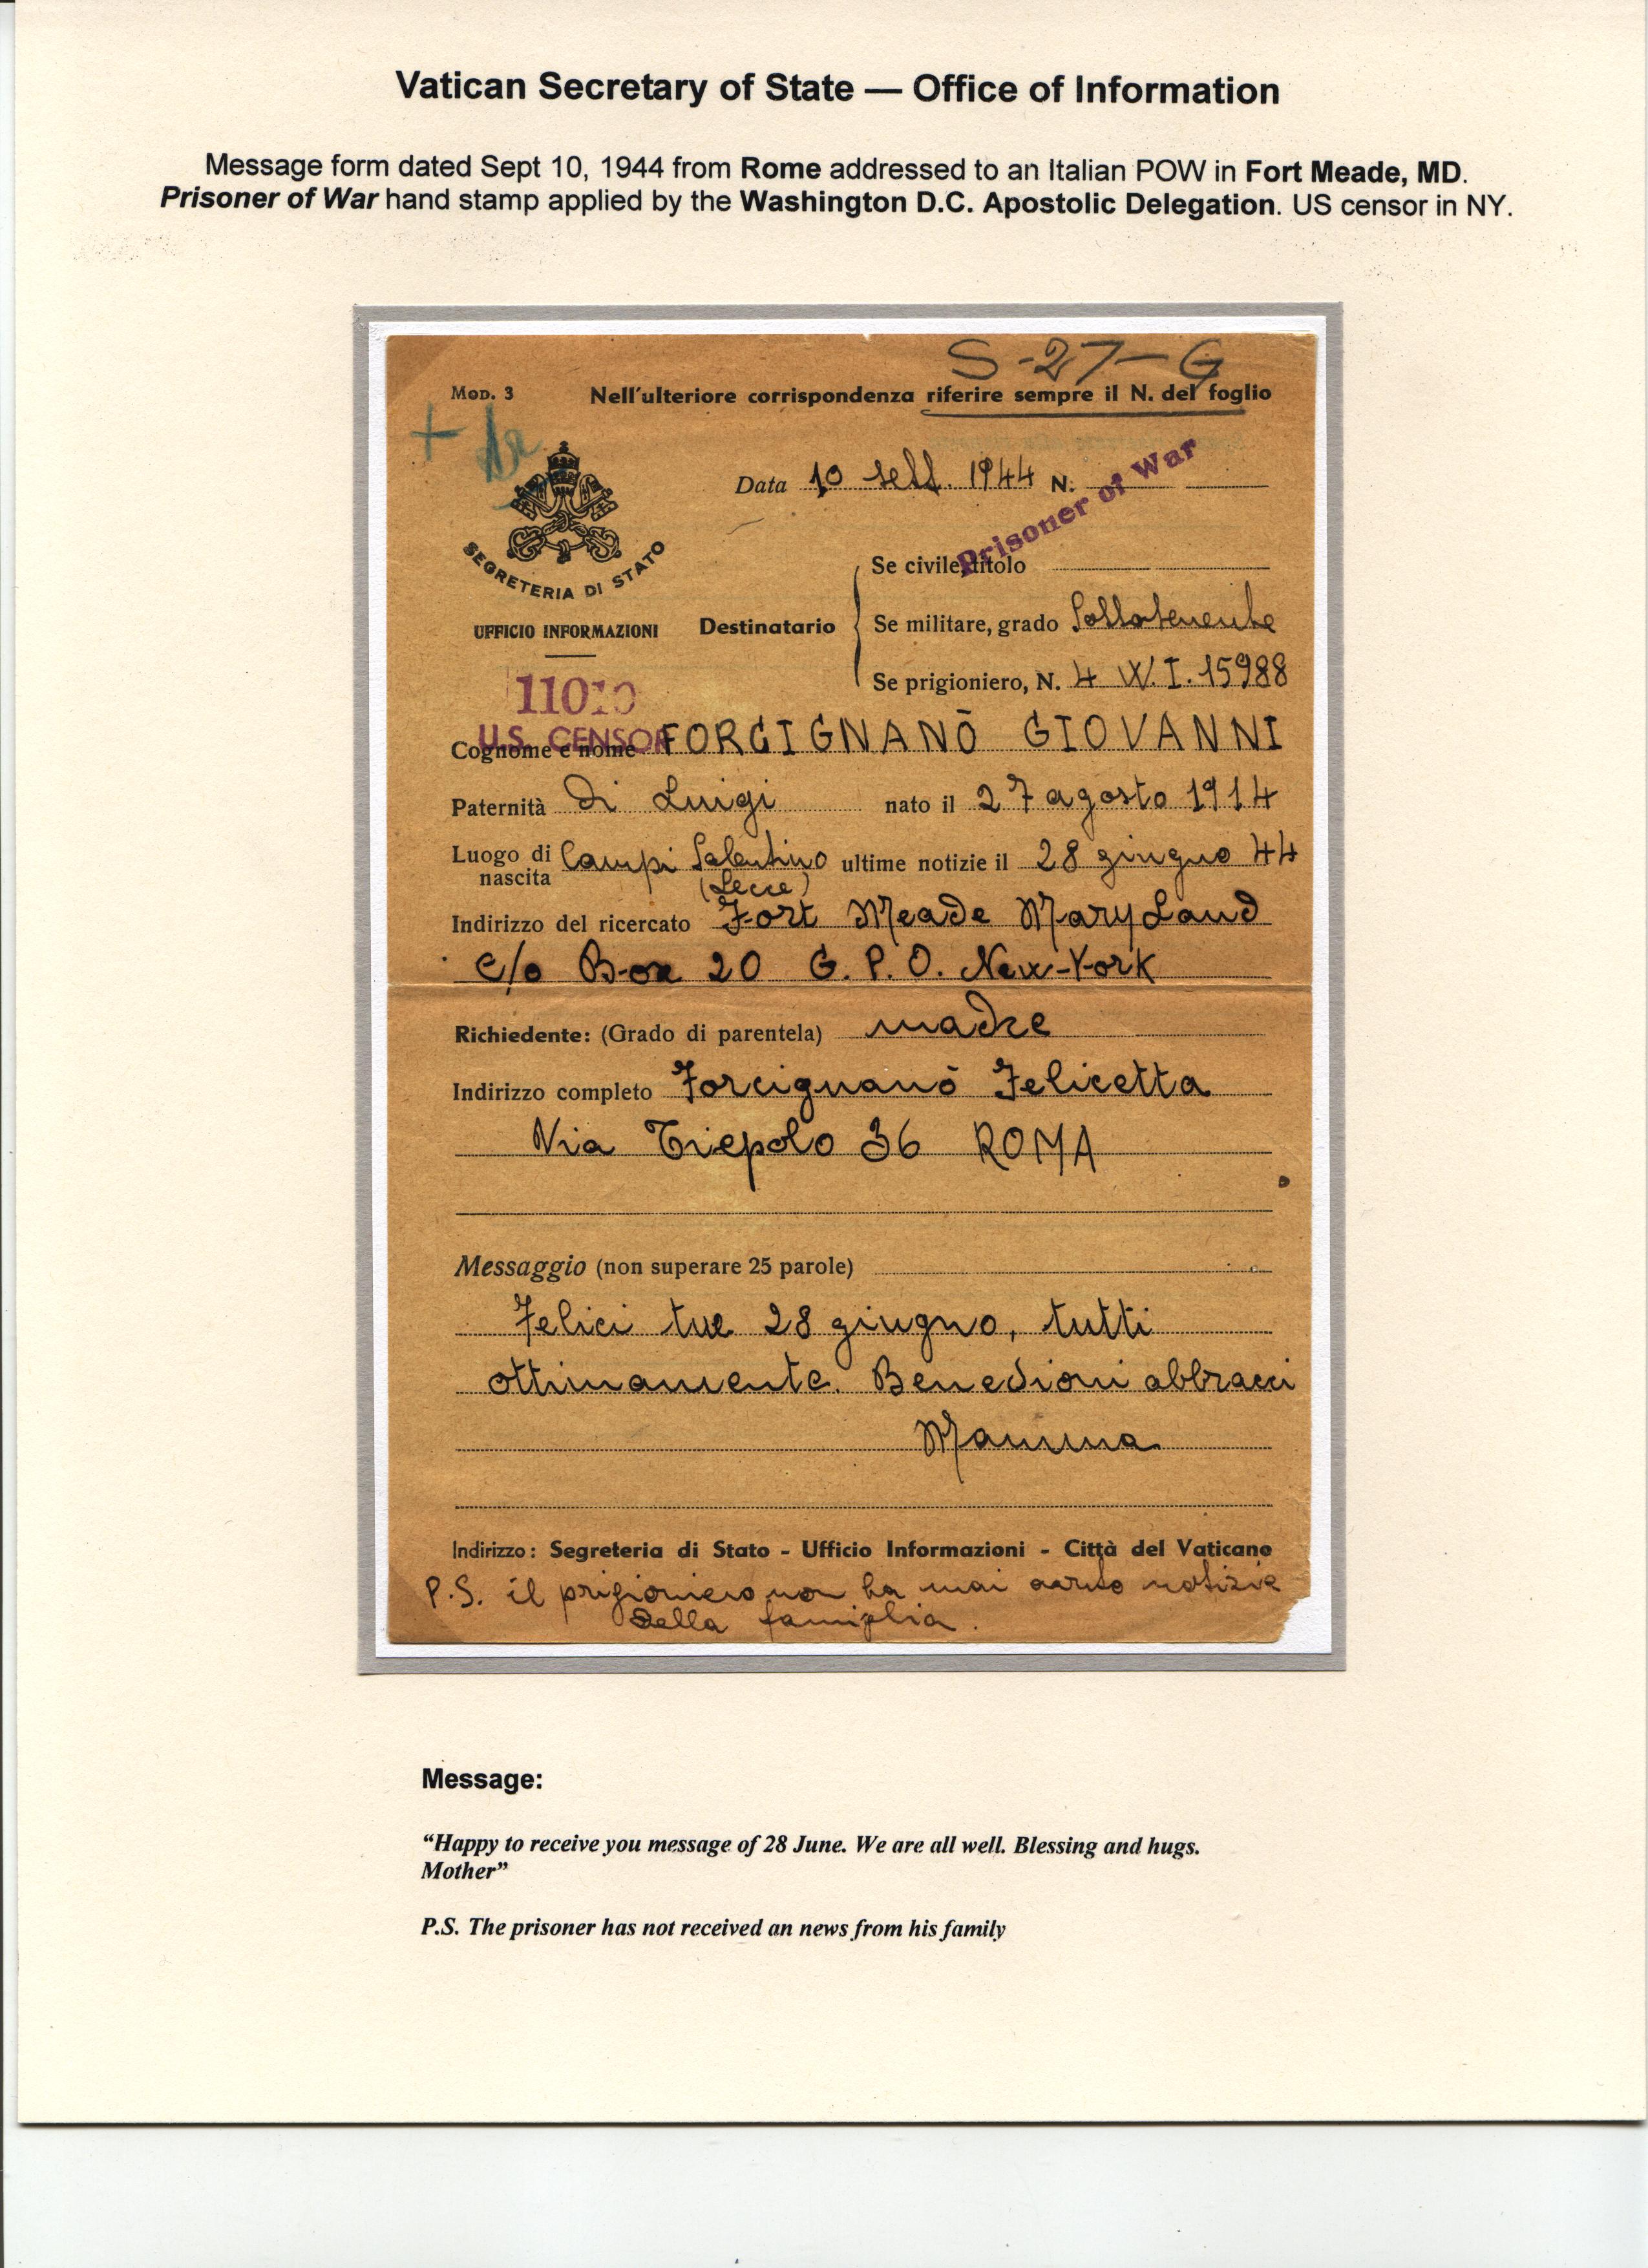 Vatican Secretary of State — Office of Information
Message form dated Sept 10, 1944 from Rome addressed to an Italian POW in Fort Meade, MD.
Prisoner of War hand stamp applied by the Washington D.C. Apostolic Delegation. US censor in NY.
S-27-G
Mod. 3 Nell'ulteriore corrispondenza riferire sempre il N. del foglio
Data 10 sett. 1944 N.
Prisoner of War
SEGRETERIA DI STATO
UFFICIO INFORMAZIONI
Destinatario
Se civile, titolo
Se militare, grado Sottotenente
Se prigioniero, N. 4 W.I. 15988
U.S. CENSOR
Cognome e nome FORCIGNANÒ GIOVANNI
Paternità di Luigi nato il 27 agosto 1914
Luogo di nascita Campi Salentino (Lecce) ultime notizie il 28 giugno 44
Indirizzo del ricercato Fort Meade MaryLand
c/o Box 20 G.P.O. New-York
Richiedente: (Grado di parentela) madre
Indirizzo completo Forcignanò Felicetta
Via Tiepolo 36 ROMA
Messaggio (non superare 25 parole)
Felici tue 28 giugno, tutti
ottimamente. Benedioni abbracci
Mamma
Indirizzo: Segreteria di Stato - Ufficio Informazioni - Città del Vaticano
P.S. il prigioniero non ha mai avuto notizie
della famiglia.
Message:
“Happy to receive you message of 28 June. We are all well. Blessing and hugs.
Mother”
P.S. The prisoner has not received an news from his family